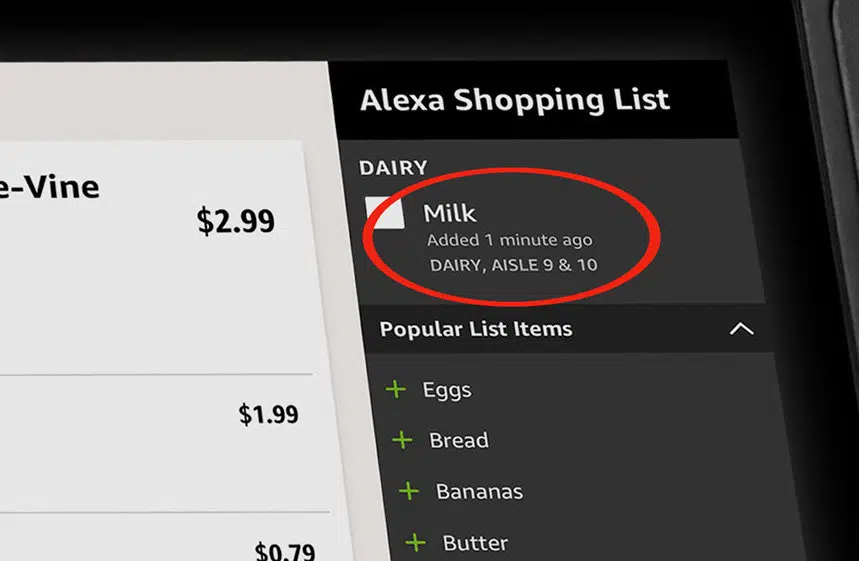 e-Vine
$2.99
$1.99
$0.79
Alexa Shopping List
DAIRY
Milk
Added 1 minute ago
DAIRY, AISLE 9 & 10
Popular List Items
Eggs
Bread
Bananas
Butter